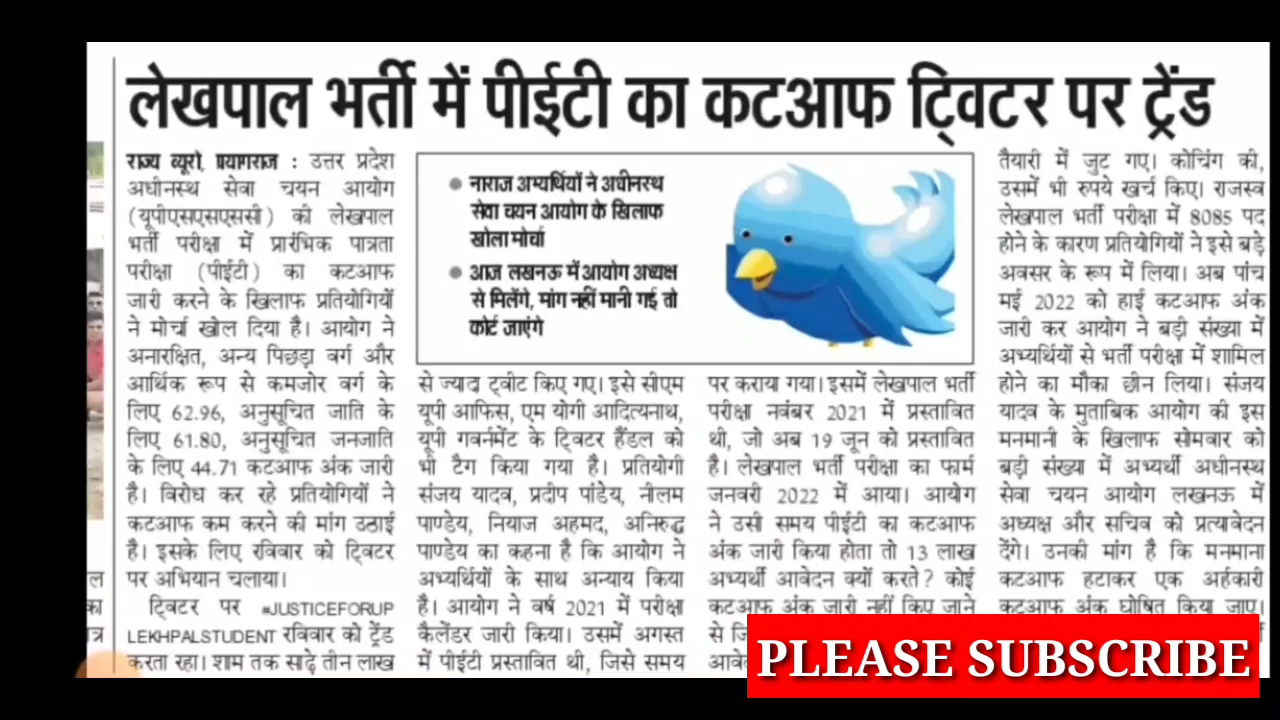 लेखपाल भर्ती में पीईटी का कटआफ ट्विटर पर ट्रेंड
राज्य ब्यूरो, प्रयागराज : उत्तर प्रदेश
अधीनस्थ सेवा चयन आयोग
(यूपीएसएसएससी) की लेखपाल
भर्ती परीक्षा में प्रारंभिक पात्रता
परीक्षा (पीईटी) का कटआफ
जारी करने के खिलाफ प्रतियोगियों
ने मोर्चा खोल दिया है। आयोग ने
अनारक्षित, अन्य पिछड़ा वर्ग और
आर्थिक रूप से कमजोर वर्ग के
लिए 62.96, अनुसूचित जाति के
लिए 61.80, अनुसूचित जनजाति
के लिए 44.71 कटआफ अंक जारी
है। विरोध कर रहे प्रतियोगियों ने
कटआफ कम करने की मांग उठाई
है। इसके लिए रविवार को ट्विटर
पर अभियान चलाया।
ट्विटर पर #JUSTICEFORUP
LEKHPALSTUDENT रविवार को ट्रेंड
करता रहा। शाम तक साढ़े तीन लाख
नाराज अभ्यर्थियों ने अधीनस्थ
सेवा चयन आयोग के खिलाफ
खोला मोर्चा
आज लखनऊ में आयोग अध्यक्ष
से मिलेंगे, मांग नहीं मानी गई तो
कोर्ट जाएंगे
से ज्यादा ट्वीट किए गए। इसे सीएम
यूपी आफिस, एम योगी आदित्यनाथ,
यूपी गवर्नमेंट के ट्विटर हैंडल को
भी टैग किया गया है। प्रतियोगी
संजय यादव, प्रदीप पांडेय, नीलम
पाण्डेय, नियाज अहमद, अनिरुद्ध
पाण्डेय का कहना है कि आयोग ने
अभ्यर्थियों के साथ अन्याय किया
है। आयोग ने वर्ष 2021 में परीक्षा
कैलेंडर जारी किया। उसमें अगस्त
में पीईटी प्रस्तावित थी, जिसे समय
पर कराया गया। इसमें लेखपाल भर्ती
परीक्षा नवंबर 2021 में प्रस्तावित
थी, जो अब 19 जून को प्रस्तावित
है। लेखपाल भर्ती परीक्षा का फार्म
जनवरी 2022 में आया। आयोग
ने उसी समय पीईटी का कटआफ
अंक जारी किया होता तो 13 लाख
अभ्यर्थी आवेदन क्यों करते? कोई
कटआफ अंक जारी नहीं किए जाने
से
तैयारी में जुट गए। कोचिंग की,
उसमें भी रुपये खर्च किए। राजस्व
लेखपाल भर्ती परीक्षा में 8085 पद
होने के कारण प्रतियोगियों ने इसे बड़े
अवसर के रूप में लिया। अब पांच
मई 2022 को हाई कटआफ अंक
जारी कर आयोग ने बड़ी संख्या में
अभ्यर्थियों से भर्ती परीक्षा में शामिल
होने का मौका छीन लिया। संजय
यादव के मुताबिक आयोग की इस
मनमानी के खिलाफ सोमवार को
बड़ी संख्या में अभ्यर्थी अधीनस्थ
सेवा चयन आयोग लखनऊ में
अध्यक्ष और सचिव को प्रत्यावेदन
देंगे। उनकी मांग है कि मनमाना
कटआफ हटाकर एक अर्हकारी
कटआफ अंक घोषित किया जाए।
PLEASE SUBSCRIBE